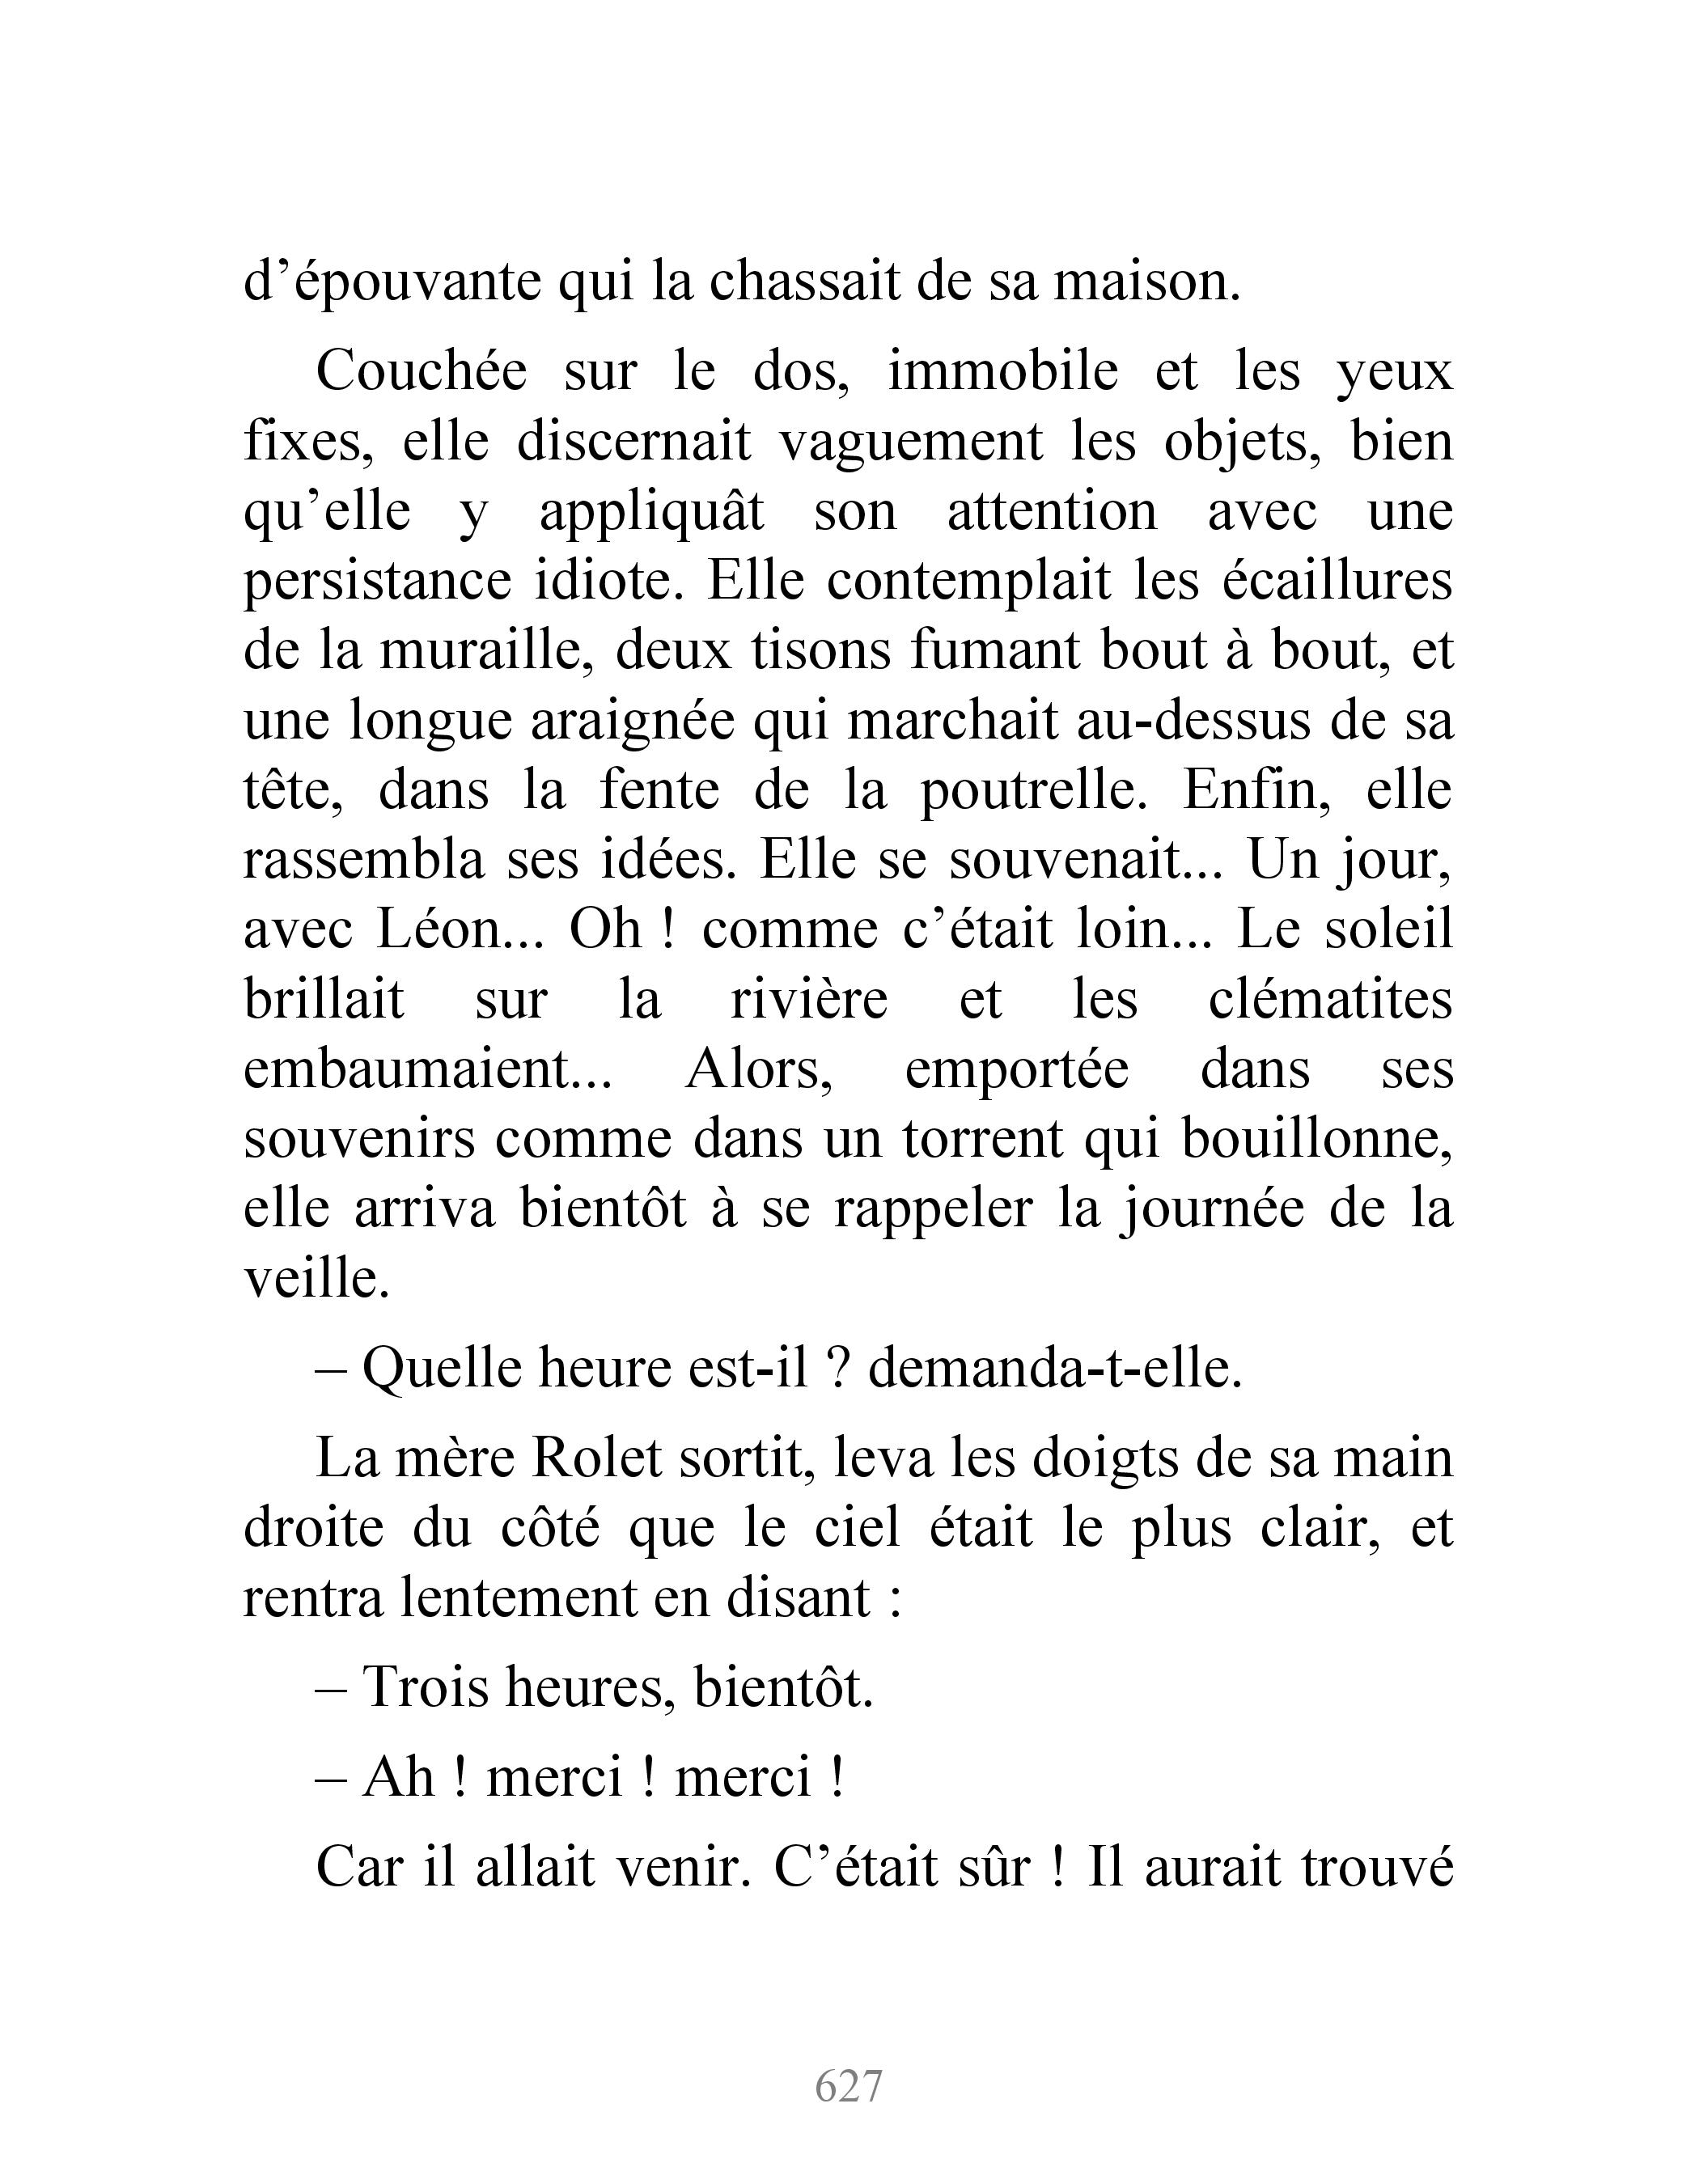 d’épouvante qui la chassait de sa maison.
Couchée sur le dos, immobile et les yeux
fixes, elle discernait vaguement les objets, bien
qu’elle y appliquât son attention avec une
persistance idiote. Elle contemplait les écaillures
de la muraille, deux tisons fumant bout à bout, et
une longue araignée qui marchait au-dessus de sa
tête, dans la fente de la poutrelle. Enfin, elle
rassembla ses idées. Elle se souvenait... Un jour,
avec Léon... Oh ! comme c’était loin... Le soleil
brillait sur la rivière et les clématites
embaumaient... Alors, emportée dans ses
souvenirs comme dans un torrent qui bouillonne,
elle arriva bientôt à se rappeler la journée de la
veille.
– Quelle heure est-il ? demanda-t-elle.
La mère Rolet sortit, leva les doigts de sa main
droite du côté que le ciel était le plus clair, et
rentra lentement en disant :
– Trois heures, bientôt.
– Ah ! merci ! merci !
Car il allait venir. C’était sûr ! Il aurait trouvé
627